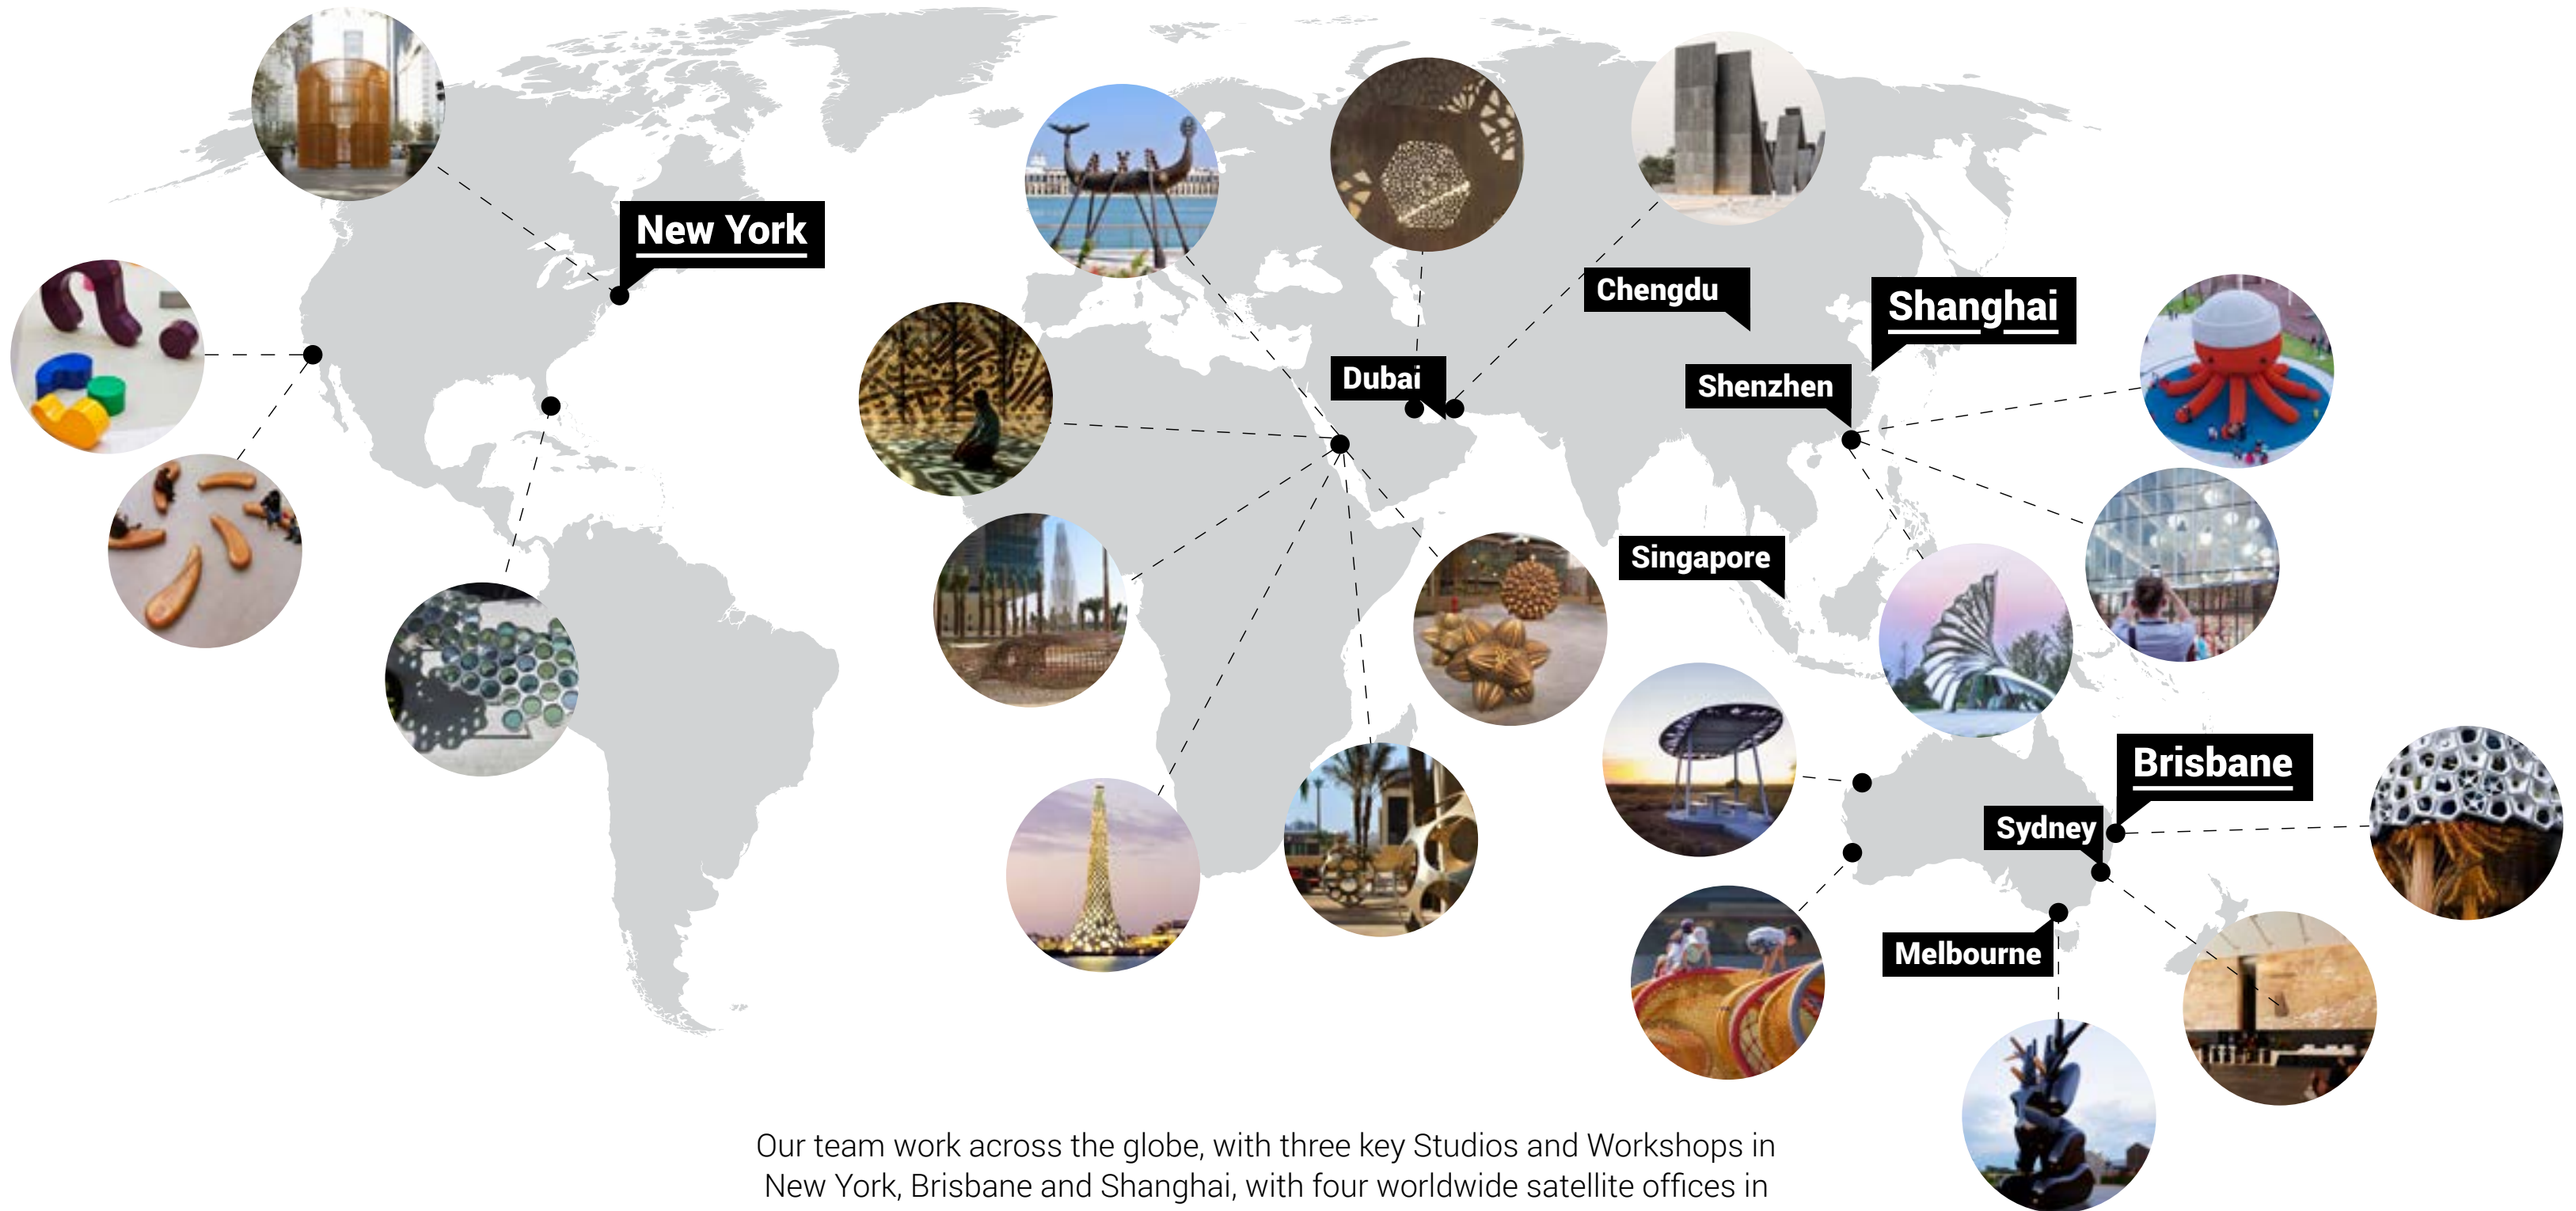 New York
Chengdu
Shanghai
Dubai
Shenzhen
Singapore
Brisbane
Sydney
Melbourne
Our team work across the globe, with three key Studios and Workshops in
New York, Brisbane and Shanghai, with four worldwide satellite offices in